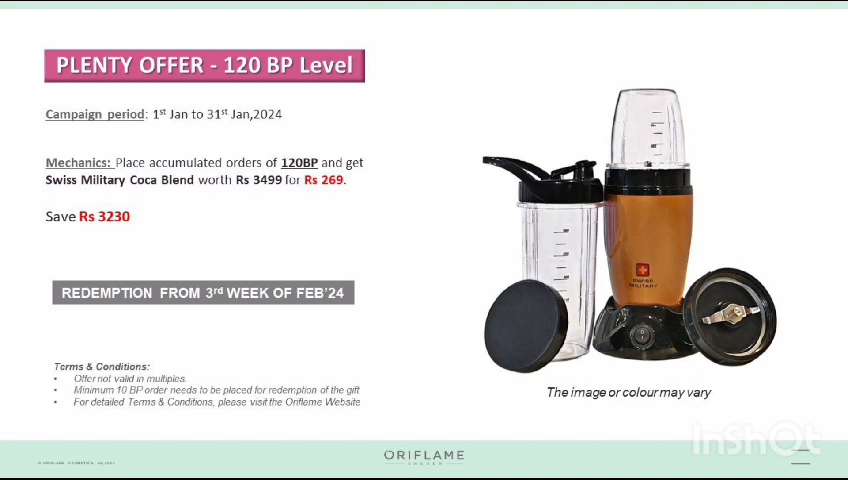 PLENTY OFFER - 120 BP Level
Campaign period: 1st Jan to 31st Jan,2024
Mechanics: Place accumulated orders of 120BP and get
Swiss Military Coca Blend worth Rs 3499 for Rs 269.
Save Rs 3230
REDEMPTION FROM 3rd WEEK OF FEB'24
SWISS
MILITARY
Terms & Conditions:
• Offer not valid in multiples.
• Minimum 10 BP order needs to be placed for redemption of the gift
• For detailed Terms & Conditions, please visit the Oriflame Website
The image or colour may vary
InShOt
ORIFLAME
SWEDEN